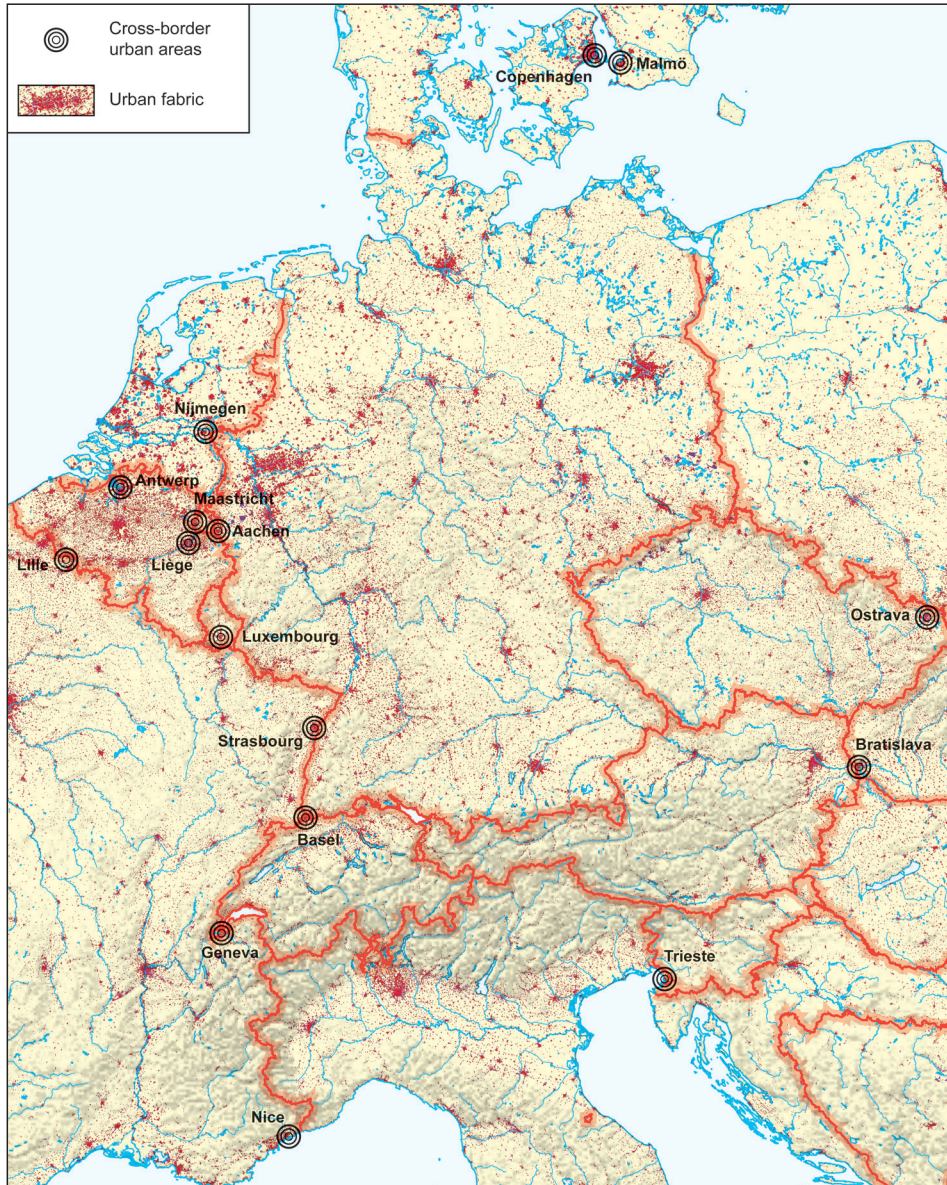 Cross-border
urban areas
Urban fabric
Copenhagen
Malmö
Nijmegen
Antwerp
Maastricht
Aachen
Lille
Liège
Luxembourg
Ostrava
Strasbourg
Bratislava
Basel
Geneva
Trieste
Nice